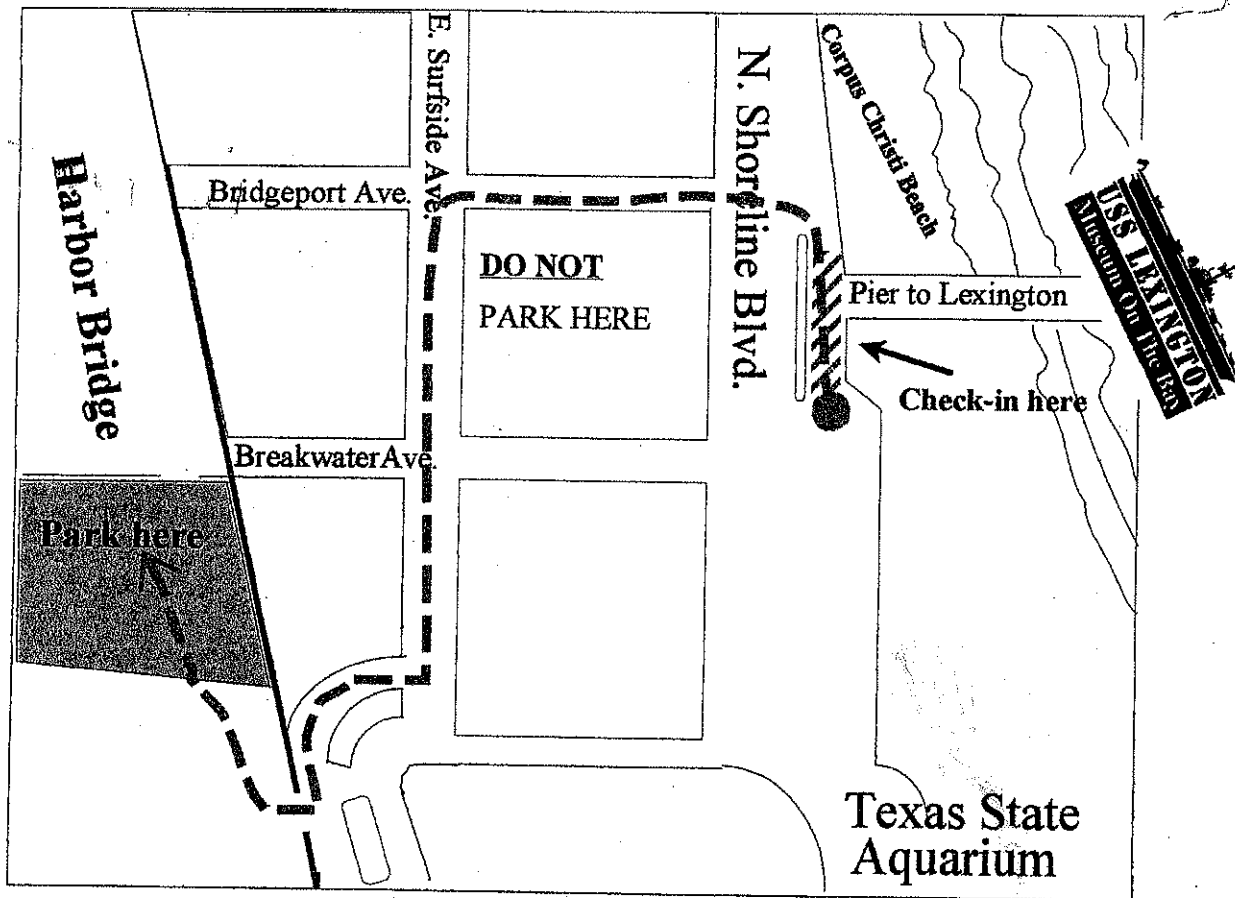 E. Surfside Ave.
N. Shoreline Blvd.
Corpus Christi Beach
Harbor Bridge
Bridgeport Ave.
DO NOT
PARK HERE
Pier to Lexington
USS LEXINGTON
Museum On The Bay
Check-in here
BreakwaterAve.
Park here
Texas State
Aquarium